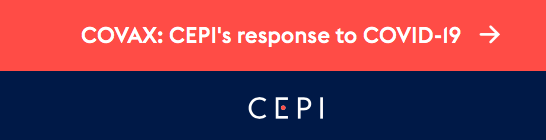 COVAX: CEPI's response to COVID-19 →
CEPI